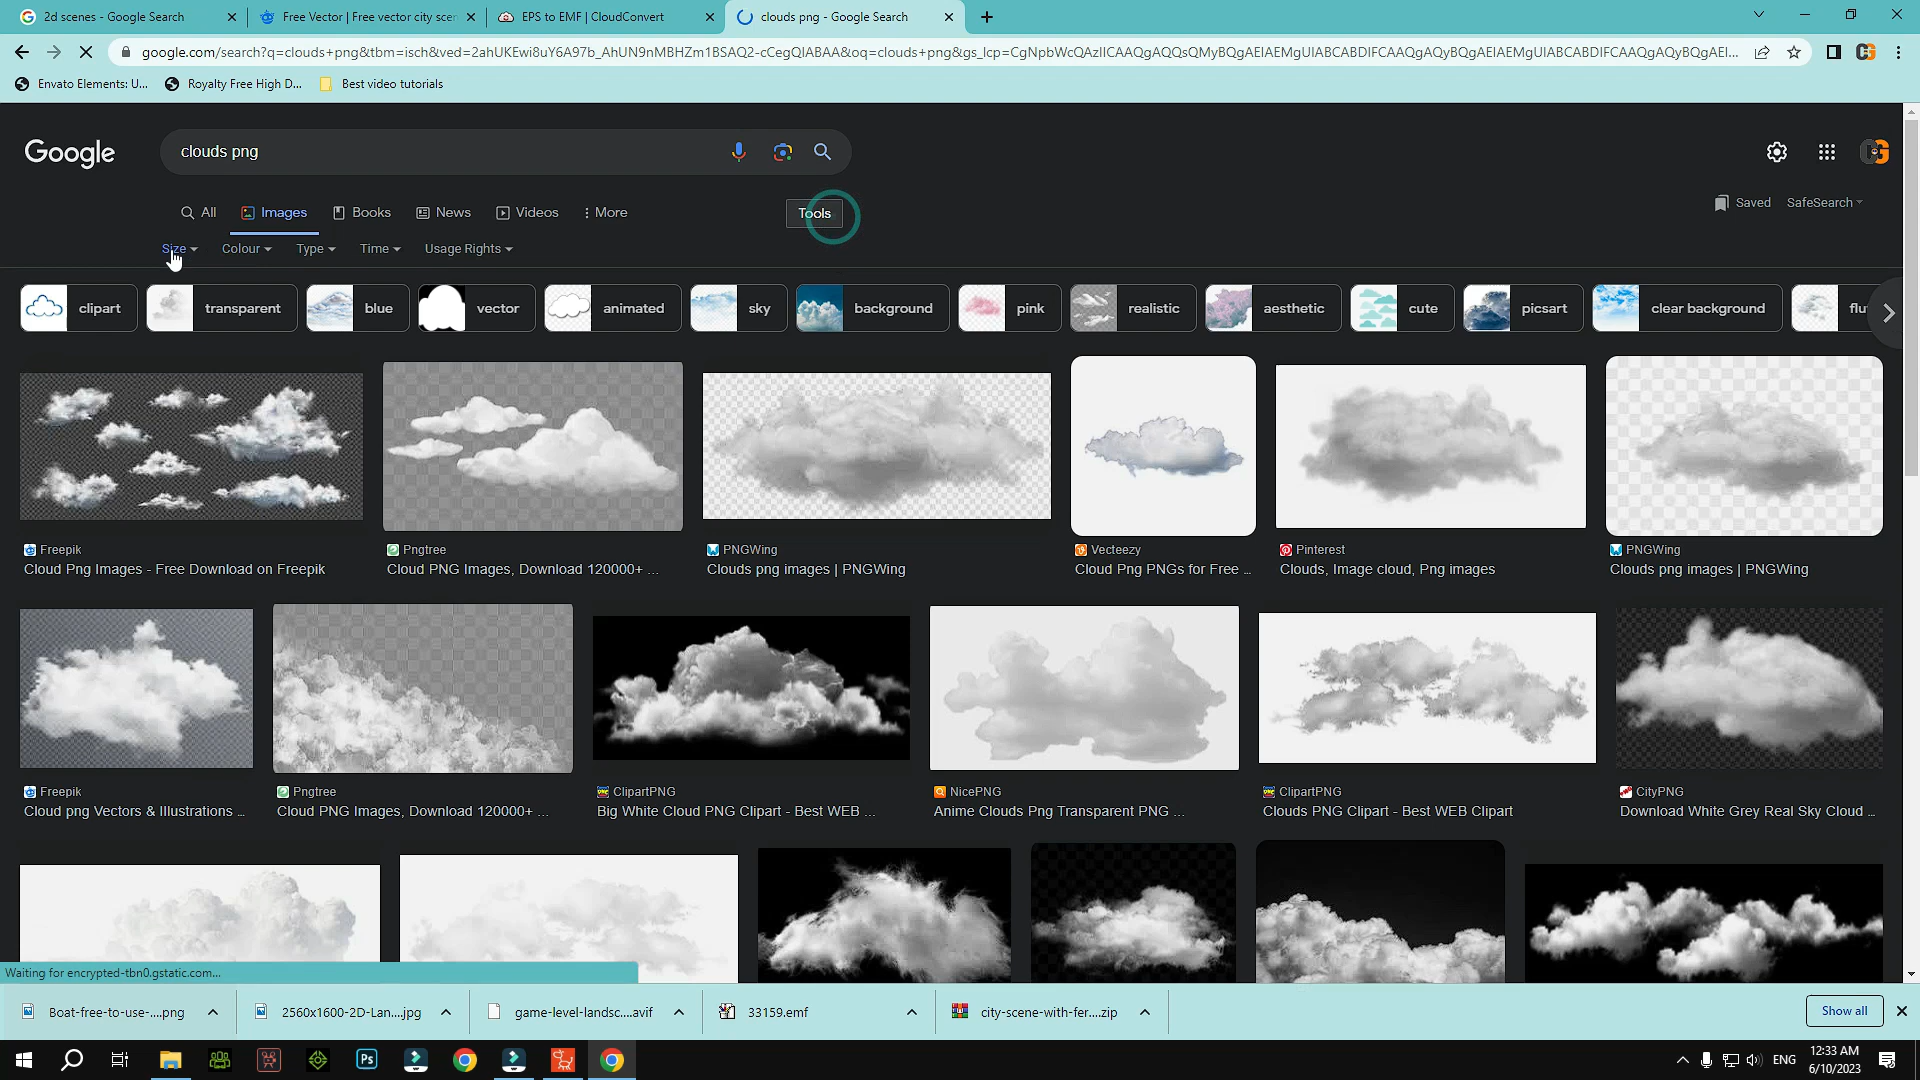 2d scenes - Google Search
Free Vector | Free vector city scen
EPS to EMF | CloudConvert
clouds png - Google Search
google.com/search?q=clouds+png&tbm=isch&ved=2ahUKEwi8uY6A97b_AhUN9nMBHZm1BSAQ2-cCegQIABAA&oq=clouds+png&gs_lcp=CgNpbWcQAzIICAAQgAQQsQMyBQgAEIAEMgUIABCABDIFCAAQgAQyBQgAEIAEMgUIABCABDIFCAAQgAQyBQgAEI...
Envato Elements: U...
Royalty Free High D...
Best video tutorials
Google
clouds png
All
Images
Books
News
Videos
More
Tools
Saved
SafeSearch
Size
Colour
Type
Time
Usage Rights
clipart
transparent
blue
vector
animated
sky
background
pink
realistic
aesthetic
cute
picsart
clear background
flu
Freepik
Cloud Png Images - Free Download on Freepik
Pngtree
Cloud PNG Images, Download 120000+ ...
PNGWing
Clouds png images | PNGWing
Vecteezy
Cloud Png PNGs for Free ...
Pinterest
Clouds, Image cloud, Png images
PNGWing
Clouds png images | PNGWing
Freepik
Cloud png Vectors & Illustrations ...
Pngtree
Cloud PNG Images, Download 120000+ ...
ClipartPNG
Big White Cloud PNG Clipart - Best WEB ...
NicePNG
Anime Clouds Png Transparent PNG ...
ClipartPNG
Clouds PNG Clipart - Best WEB Clipart
CityPNG
Download White Grey Real Sky Cloud ...
Waiting for encrypted-tbn0.gstatic.com...
Boat-free-to-use-....png
2560x1600-2D-Lan....jpg
game-level-landsc....avif
33159.emf
city-scene-with-fer....zip
Show all
Ps
ENG
12:33 AM
6/10/2023